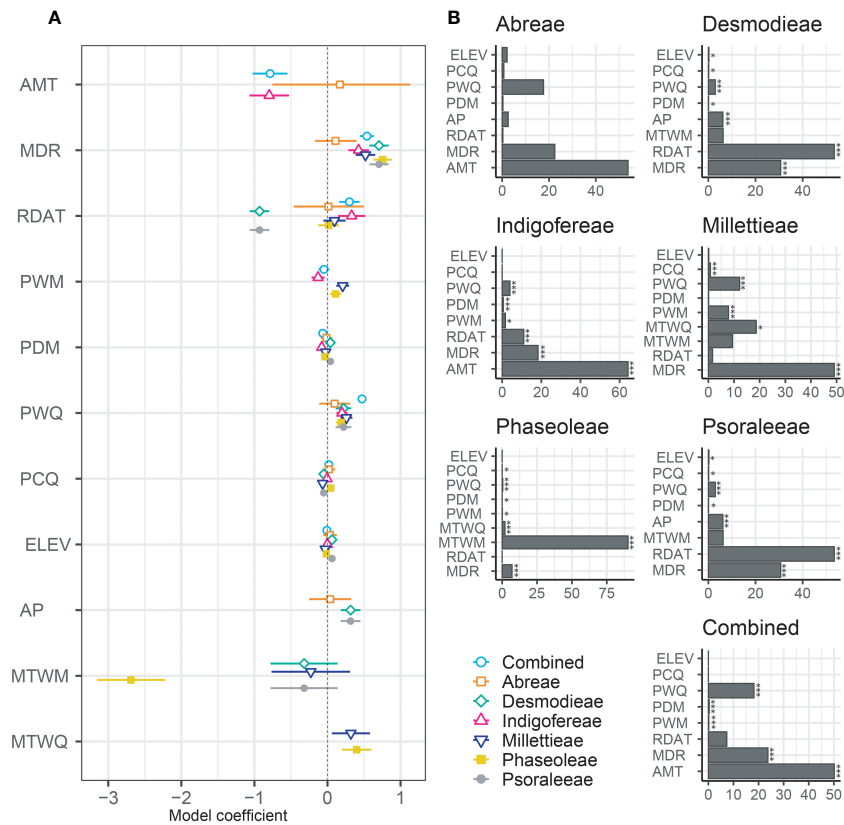 A
AMT
MDR
RDAT
PWM
PDM
PWQ
PCQ
ELEV
AP
MTWM
MTWQ
−3 −2 −1 0 1
Model coefficient
B
Abreae
ELEV
PCQ
PWQ
PDM
AP
RDAT
MDR
AMT
0 20 40
Desmodieae
ELEV *
PCQ *
PWQ ***
PDM *
AP ***
MTWM
RDAT ***
MDR ***
0 20 40
Indigofereae
ELEV
PCQ
PWQ ***
PDM ***
PWM *
RDAT ***
MDR ***
AMT ***
0 20 40 60
Millettieae
ELEV
PCQ ***
PWQ ***
PDM
PWM ***
MTWQ *
MTWM
RDAT
MDR ***
0 10 20 30 40 50
Phaseoleae
ELEV
PCQ *
PWQ ***
PDM *
PWM *
MTWQ ***
MTWM ***
RDAT
MDR ***
0 25 50 75
Psoraleeae
ELEV *
PCQ *
PWQ ***
PDM *
AP ***
MTWM
RDAT ***
MDR ***
0 20 40
Combined
Abreae
Desmodieae
Indigofereae
Millettieae
Phaseoleae
Psoraleeae
Combined
ELEV
PCQ
PWQ ***
PDM ***
PWM ***
RDAT
MDR ***
AMT ***
0 10 20 30 40 50